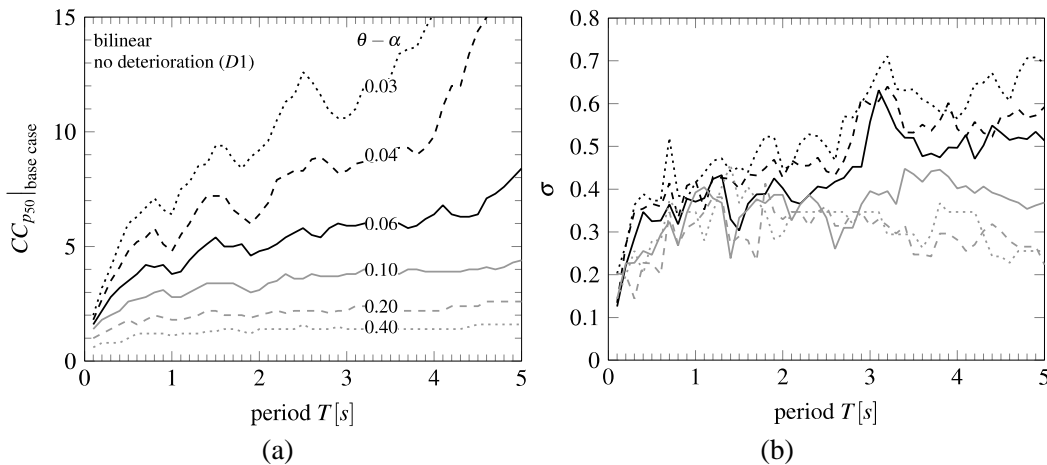 15
10
5
0
bilinear
no deterioration (D1)
θ − α
0.03
0.04
0.06
0.10
0.20
0.40
CC_{p50}|base case
0 1 2 3 4 5
period T [s]
(a)
0.8
0.7
0.6
0.5
0.4
0.3
0.2
0.1
0
σ
0 1 2 3 4 5
period T [s]
(b)